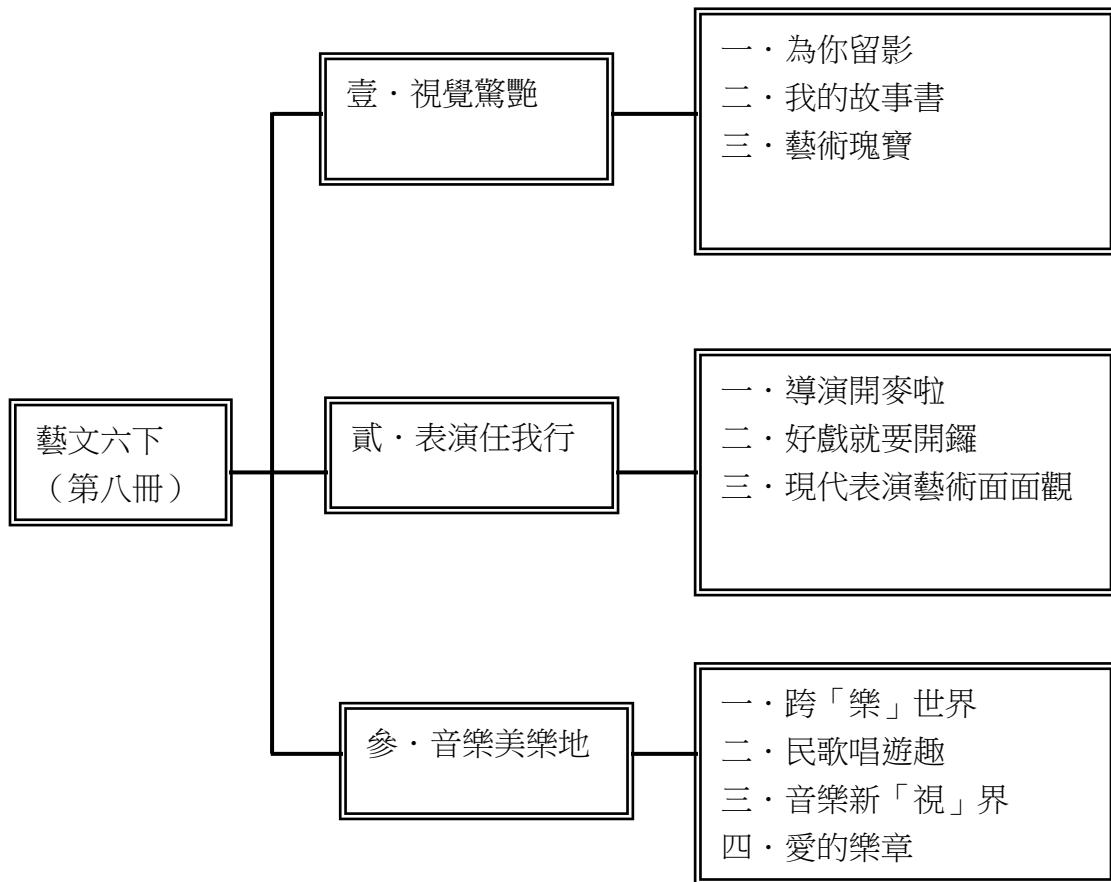 藝文六下
（第八冊）
壹．視覺驚艷
一．為你留影
二．我的故事書
三．藝術瑰寶
貳．表演任我行
一．導演開麥啦
二．好戲就要開鑼
三．現代表演藝術面面觀
參．音樂美樂地
一．跨「樂」世界
二．民歌唱遊趣
三．音樂新「視」界
四．愛的樂章